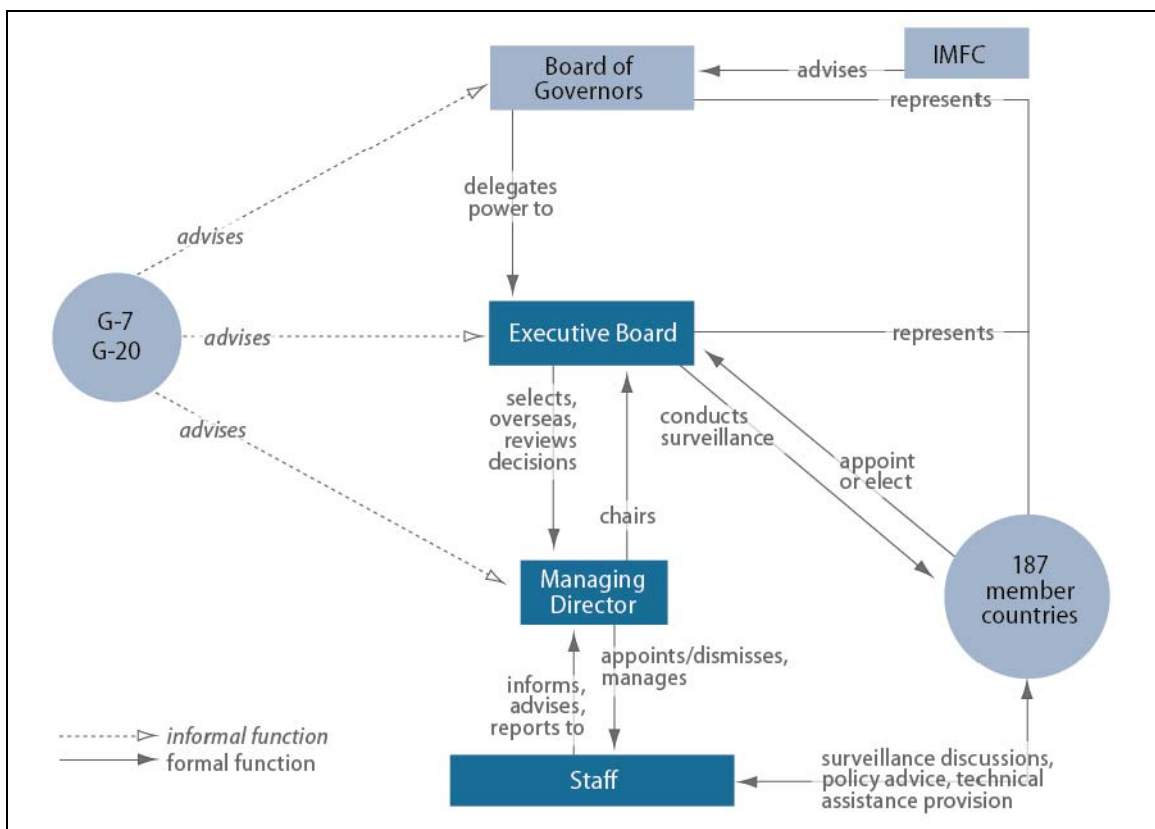 Board of
Governors
IMFC
advises
represents
delegates
power to
advises
G-7
G-20
advises
Executive Board
represents
advises
selects,
overseas,
reviews
decisions
conducts
surveillance
appoint
or elect
chairs
Managing
Director
187
member
countries
appoints/dismisses,
manages
informs,
advises,
reports to
informal function
formal function
Staff
surveillance discussions,
policy advice, technical
assistance provision